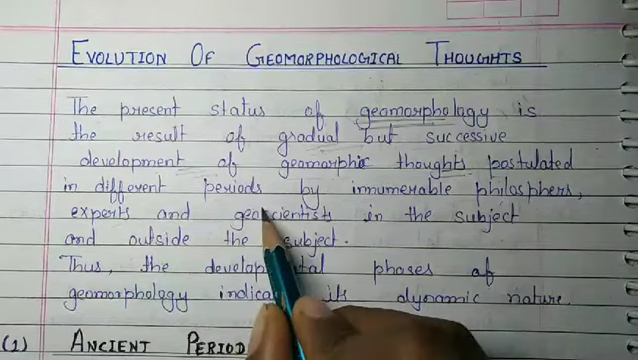 EVOLUTION OF GEOMORPHOLOGICAL THOUGHTS
The present status of geomorphology is
the result of gradual but successive
development of geomorphic thoughts postulated
in different periods by innumerable philosphers,
experts and geoscientists in the subject
and outside the subject.
Thus, the developmental phases of
geomorphology indicate its dynamic nature.
(1) ANCIENT PERIOD